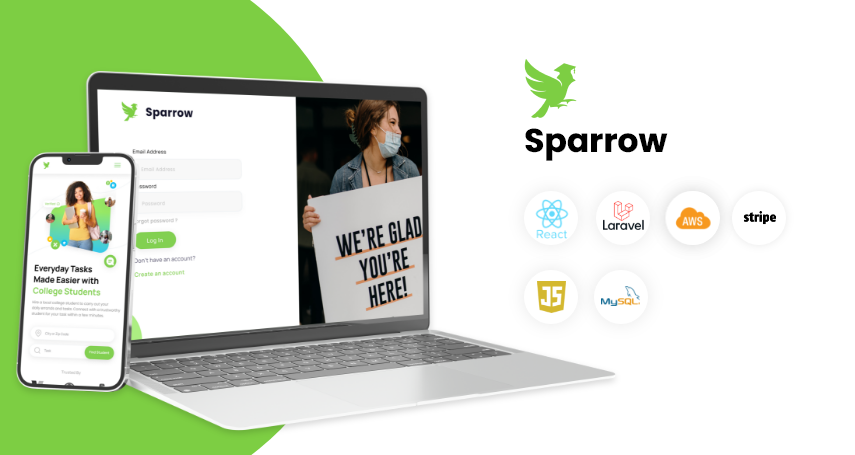 Sparrow
Email Address
Email Address
ssword
Password
orgot password ?
Log In
Don't have an account?
Create an account
WE'RE GLAD
YOU'RE
HERE!
Everyday Tasks
Made Easier with
College Students
Sparrow
React
Laravel
AWS
stripe
JS
MySQL